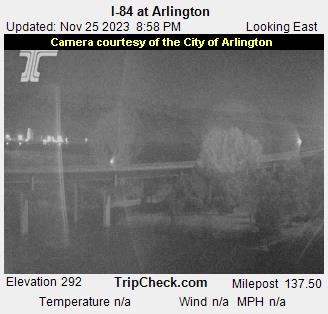 I-84 at Arlington
Updated: Nov 25 2023 8:58 PM Looking East
Camera courtesy of the City of Arlington
Elevation 292 TripCheck.com Milepost 137.50
Temperature n/a Wind n/a MPH n/a